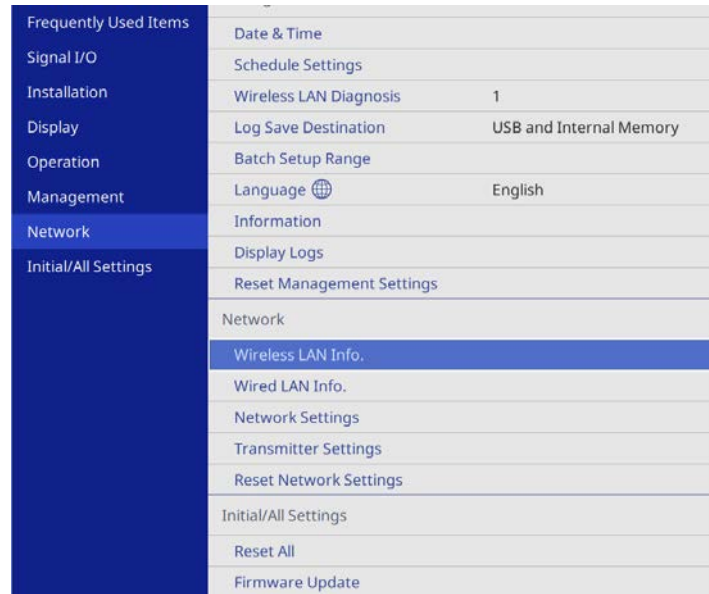 Frequently Used Items
Signal I/O
Installation
Display
Operation
Management
Network
Initial/All Settings
Date & Time
Schedule Settings
Wireless LAN Diagnosis 1
Log Save Destination USB and Internal Memory
Batch Setup Range
Language English
Information
Display Logs
Reset Management Settings
Network
Wireless LAN Info.
Wired LAN Info.
Network Settings
Transmitter Settings
Reset Network Settings
Initial/All Settings
Reset All
Firmware Update